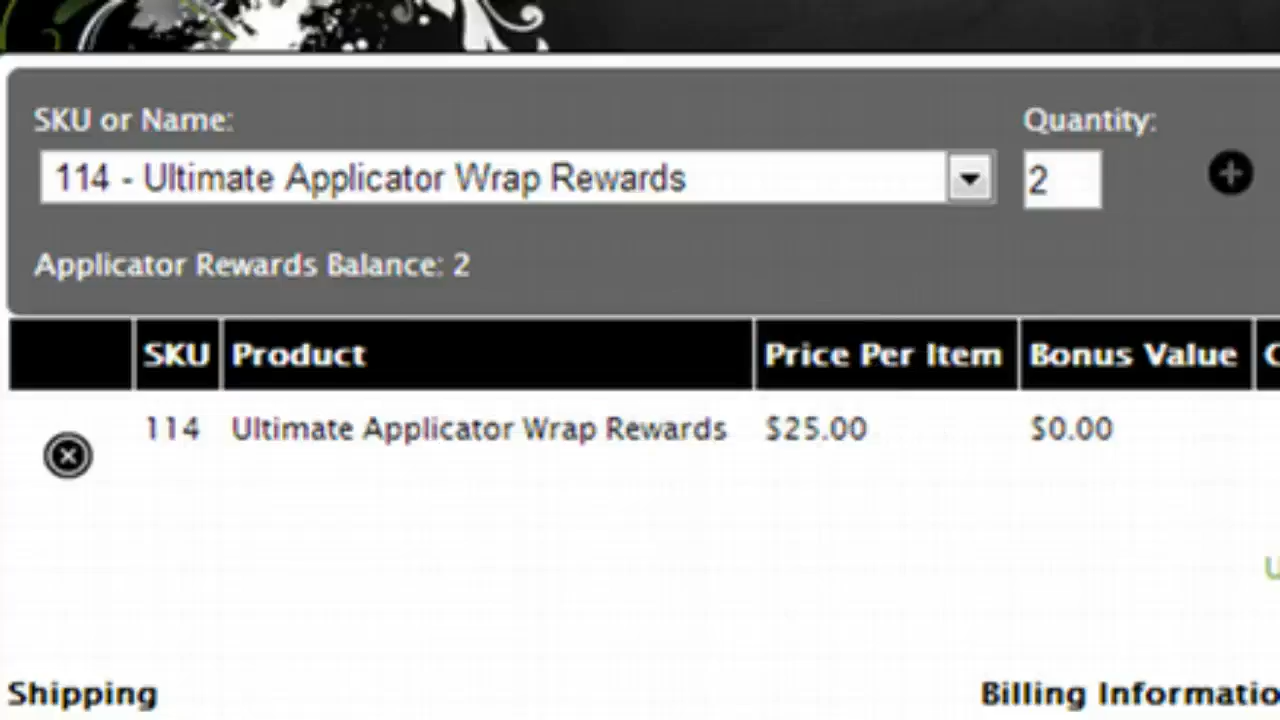 SKU or Name: Quantity:
114 - Ultimate Applicator Wrap Rewards 2
Applicator Rewards Balance: 2
SKU Product Price Per Item Bonus Value
114 Ultimate Applicator Wrap Rewards $25.00 $0.00
Shipping Billing Informatio